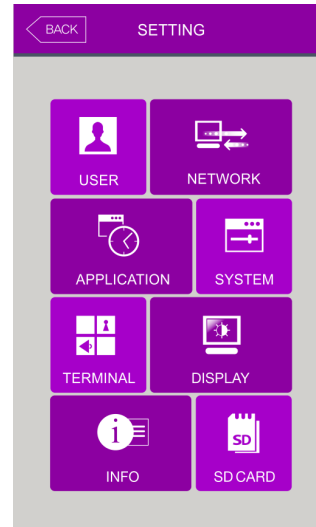 BACK
SETTING
USER
NETWORK
APPLICATION
SYSTEM
TERMINAL
DISPLAY
i
INFO
SD
SD CARD